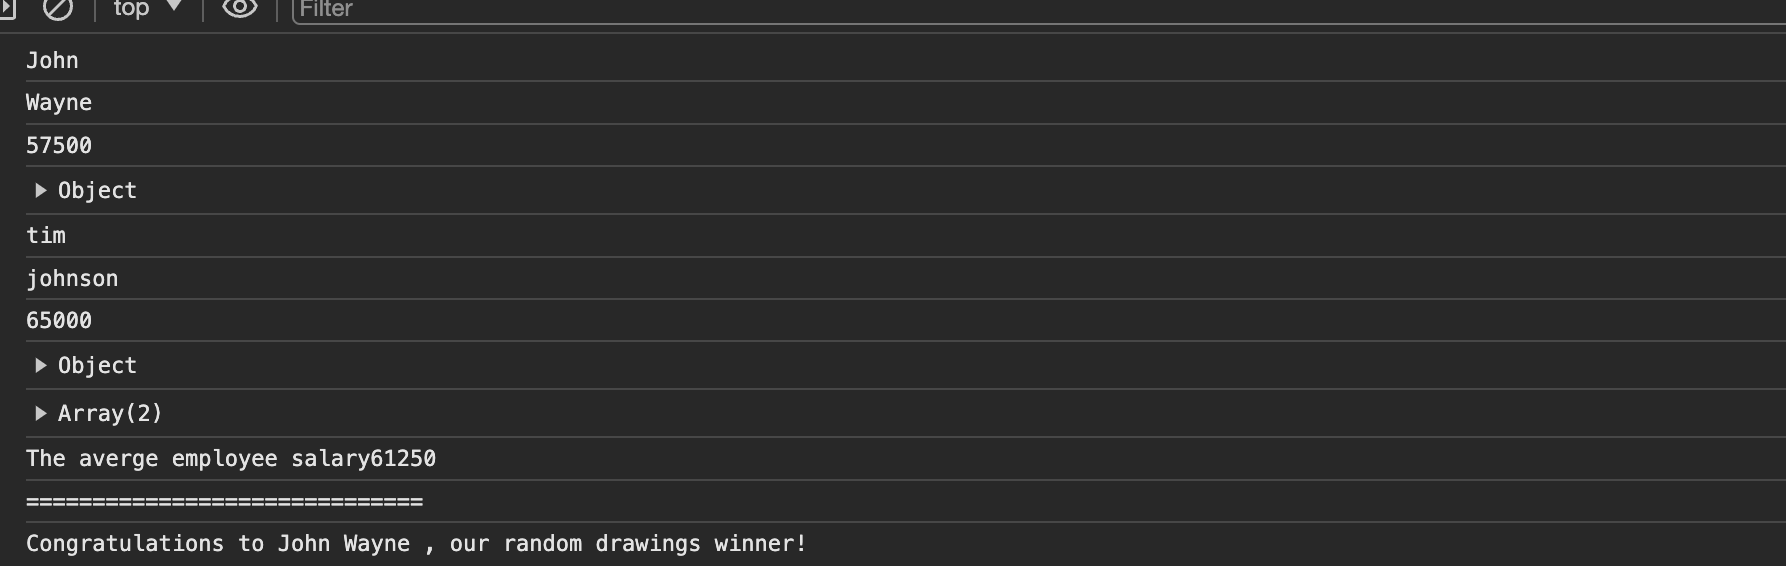 top
Filter
John
Wayne
57500
Object
tim
johnson
65000
Object
Array(2)
The averge employee salary61250
==============================
Congratulations to John Wayne , our random drawings winner!